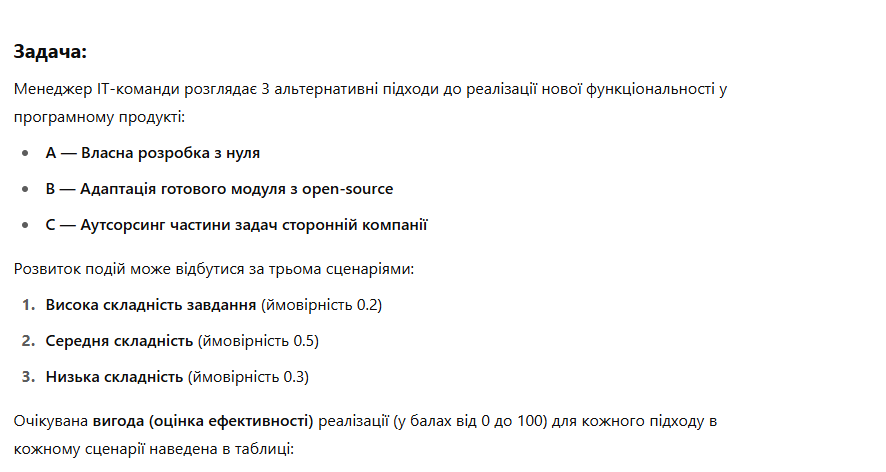 Задача:
Менеджер ІТ-команди розглядає 3 альтернативні підходи до реалізації нової функціональності у
програмному продукті:
• A — Власна розробка з нуля
• B — Адаптація готового модуля з open-source
• C — Аутсорсинг частини задач сторонній компанії
Розвиток подій може відбутися за трьома сценаріями:
1. Висока складність завдання (ймовірність 0.2)
2. Середня складність (ймовірність 0.5)
3. Низька складність (ймовірність 0.3)
Очікувана вигода (оцінка ефективності) реалізації (у балах від 0 до 100) для кожного підходу в
кожному сценарії наведена в таблиці: